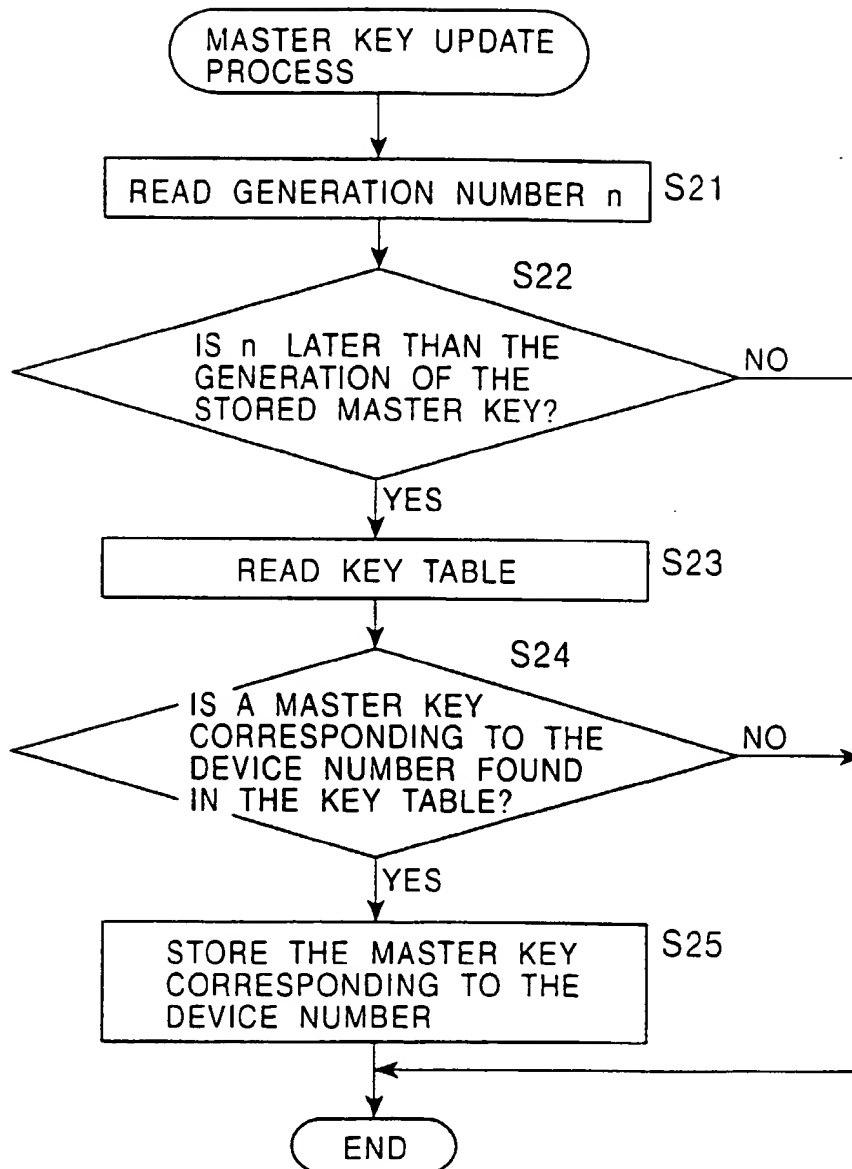 MASTER KEY UPDATE
PROCESS
READ GENERATION NUMBER n
S21
S22
IS n LATER THAN THE
GENERATION OF THE
STORED MASTER KEY?
NO
YES
READ KEY TABLE
S23
S24
IS A MASTER KEY
CORRESPONDING TO THE
DEVICE NUMBER FOUND
IN THE KEY TABLE?
NO
YES
STORE THE MASTER KEY
CORRESPONDING TO THE
DEVICE NUMBER
S25
END